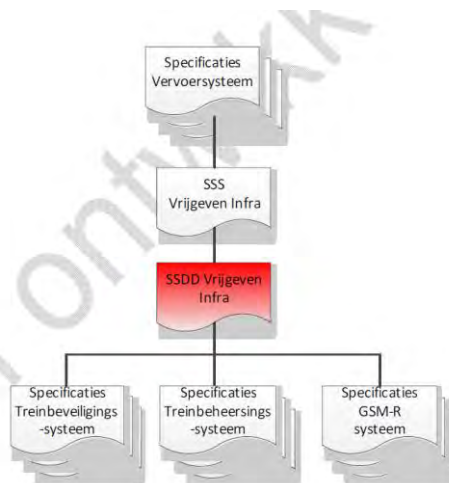 Specificaties
Vervoersysteem
SSS
Vrijgeven Infra
SSDD Vrijgeven
Infra
Specificaties
Treinbeveiligings
-systeem
Specificaties
Treinbeheersings
-systeem
Specificaties
GSM-R
systeem